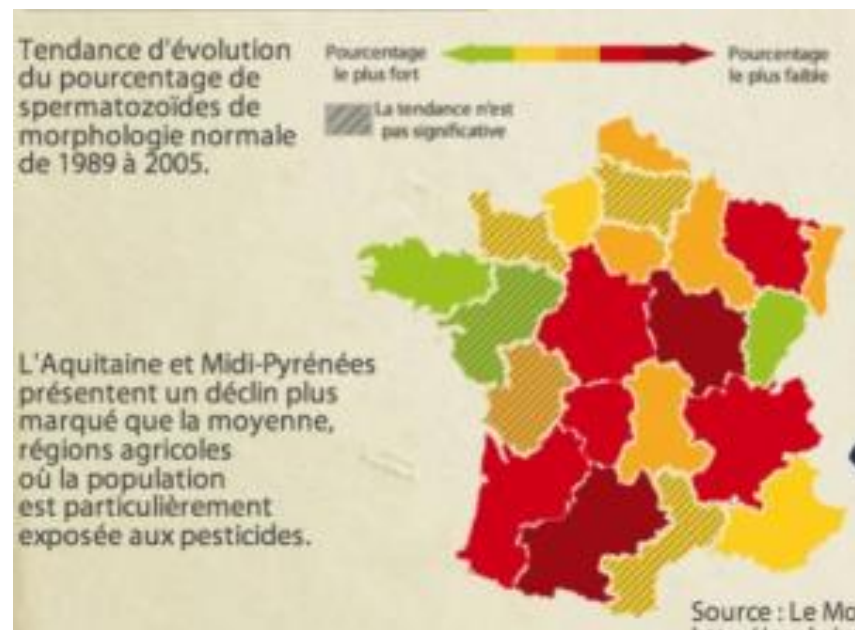 Tendance d'évolution
du pourcentage de
spermatozoïdes de
morphologie normale
de 1989 à 2005.
Pourcentage
le plus fort
Pourcentage
le plus faible
La tendance n'est
pas significative
L'Aquitaine et Midi-Pyrénées
présentent un déclin plus
marqué que la moyenne,
régions agricoles
où la population
est particulièrement
exposée aux pesticides.
Source : Le Mo